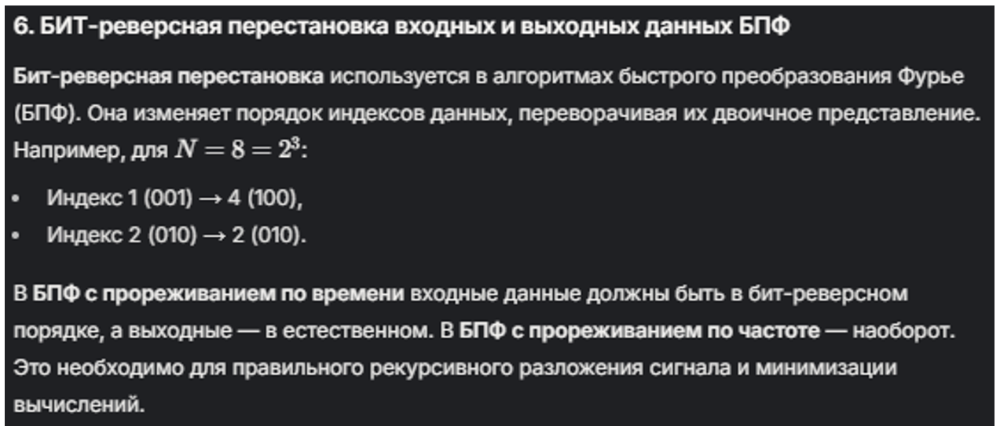 6. БИТ-реверсная перестановка входных и выходных данных БПФ
Бит-реверсная перестановка используется в алгоритмах быстрого преобразования Фурье
(БПФ). Она изменяет порядок индексов данных, переворачивая их двоичное представление.
Например, для N = 8 = 2³:
• Индекс 1 (001) → 4 (100),
• Индекс 2 (010) → 2 (010).
В БПФ с прореживанием по времени входные данные должны быть в бит-реверсном
порядке, а выходные — в естественном. В БПФ с прореживанием по частоте — наоборот.
Это необходимо для правильного рекурсивного разложения сигнала и минимизации
вычислений.